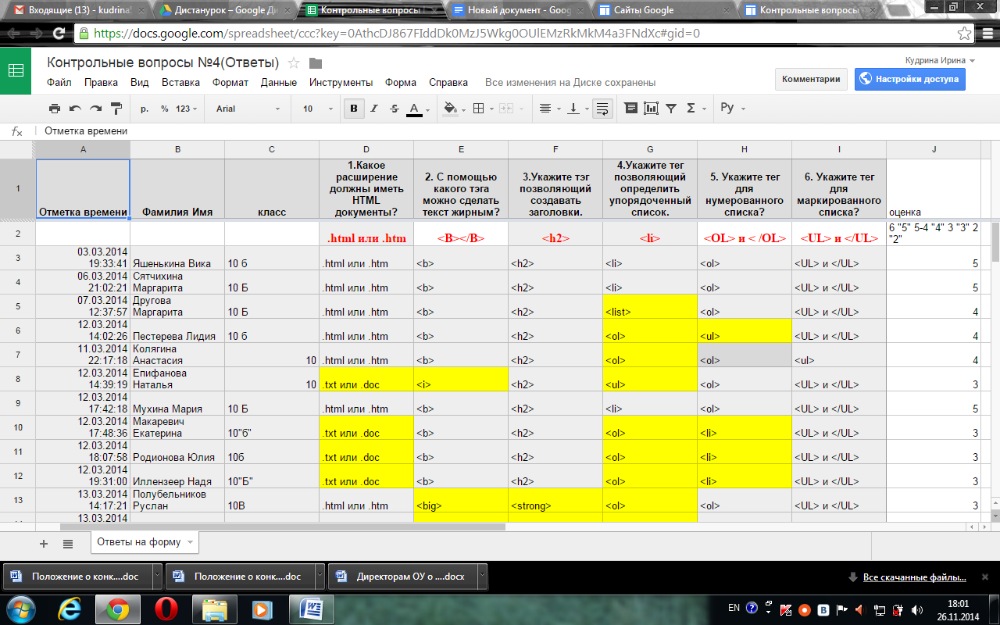 Входящие (13) - kudrina
Дистанурок – Google Ди
Контрольные вопросы
Новый документ - Goog
Сайты Google
Контрольные вопросы
https://docs.google.com/spreadsheet/ccc?key=0AthcDJ867FIddDk0MzJ5Wkg0OUlEMzRkMkM4a3FNdXc#gid=0
Контрольные вопросы №4(Ответы)
Кудрина Ирина
Файл Правка Вид Вставка Формат Данные Инструменты Форма Справка Все изменения на Диске сохранены
Комментарии
Настройки доступа
р. % 123 Arial 10 B I S A Σ Ру
fx Отметка времени
A B C D E F G H I J
1 Отметка времени Фамилия Имя класс
1.Какое
расширение
должны иметь
HTML
документы?
2. С помощью
какого тэга
можно сделать
текст жирным?
3.Укажите тэг
позволяющий
создавать
заголовки.
4.Укажите тег
позволяющий
определить
упорядоченный
список.
5. Укажите тег
для
нумерованного
списка?
6. Укажите тег
для
маркированного
списка?
оценка
2 .html или .htm <B></B> <h2> <li> <OL> и < /OL> <UL> и </UL> 6 "5" 5-4 "4" 3 "3" 2
"2"
03.03.2014
3 19:33:41 Яшенькина Вика 10 б .html или .htm <b> <h2> <li> <ol> <UL> и </UL> 5
06.03.2014 Сятчихина
4 21:02:21 Маргарита 10 Б .html или .htm <b> <h2> <li> <ol> <UL> и </UL> 5
07.03.2014 Другова
5 12:37:57 Маргарита 10 Б .html или .htm <b> <h2> <list> <ol> <UL> и </UL> 4
12.03.2014
6 14:02:26 Пестерева Лидия 10 б .html или .htm <b> <h2> <ol> <ul> <UL> и </UL> 4
11.03.2014 Колягина
7 22:17:18 Анастасия 10 .html или .htm <b> <h2> <ol> <ol> <ul> 4
12.03.2014 Епифанова
8 14:39:19 Наталья 10 .txt или .doc <i> <h2> <ul> <ol> <UL> и </UL> 3
12.03.2014
9 17:42:18 Мухина Мария 10 Б .html или .htm <b> <h2> <li> <ol> <UL> и </UL> 5
12.03.2014 Макаревич
10 17:48:36 Екатерина 10"б" .txt или .doc <b> <h2> <ol> <li> <UL> и </UL> 3
12.03.2014
11 18:07:58 Родионова Юлия 10б .txt или .doc <b> <h2> <ol> <li> <UL> и </UL> 3
12.03.2014
12 19:31:00 Иллензеер Надя 10"Б" .txt или .doc <b> <h2> <ol> <li> <UL> и </UL> 3
13.03.2014 Полубельников
13 14:17:21 Руслан 10В .html или .htm <big> <strong> <ol> <ol> <UL> и </UL> 3
13.03.2014
Ответы на форму
Положение о конк....doc
Положение о конк....doc
Директорам ОУ о ....docx
Все скачанные файлы...
EN
18:01
26.11.2014